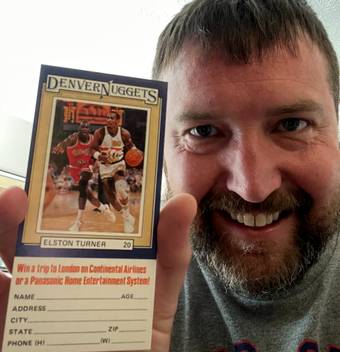 DENVER NUGGETS
ELSTON TURNER 20
Win a trip to London on Continental Airlines
or a Panasonic Home Entertainment System!
NAME AGE
ADDRESS
CITY
STATE ZIP
PHONE (H) (W)